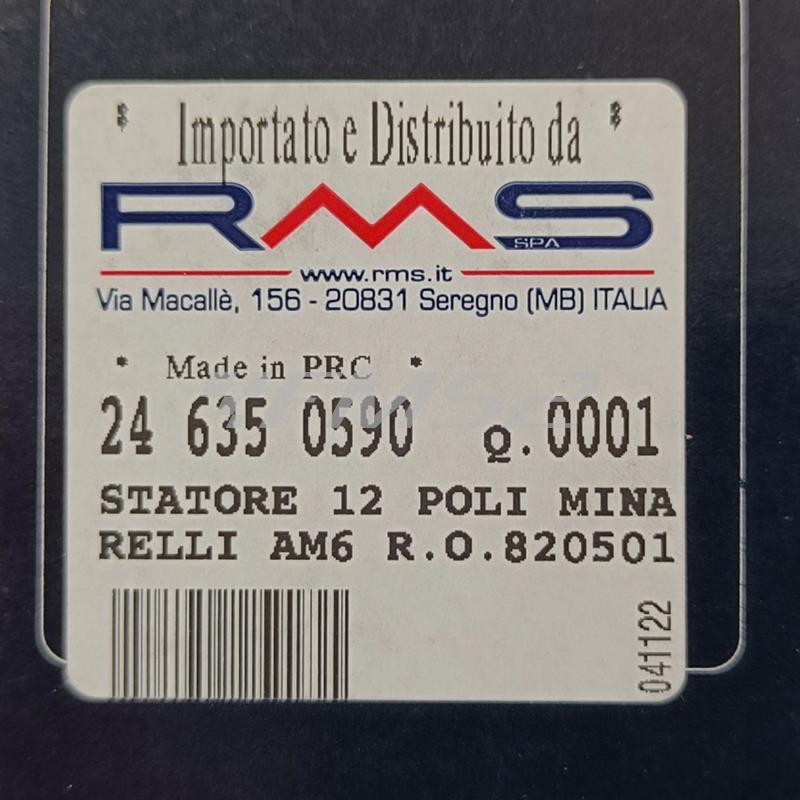 * Importato e Distribuito da *
RMS SPA
www.rms.it
Via Macallè, 156 - 20831 Seregno (MB) ITALIA
* Made in PRC *
24 635 0590 Q.0001
STATORE 12 POLI MINA
RELLI AM6 R.O.820501
041122